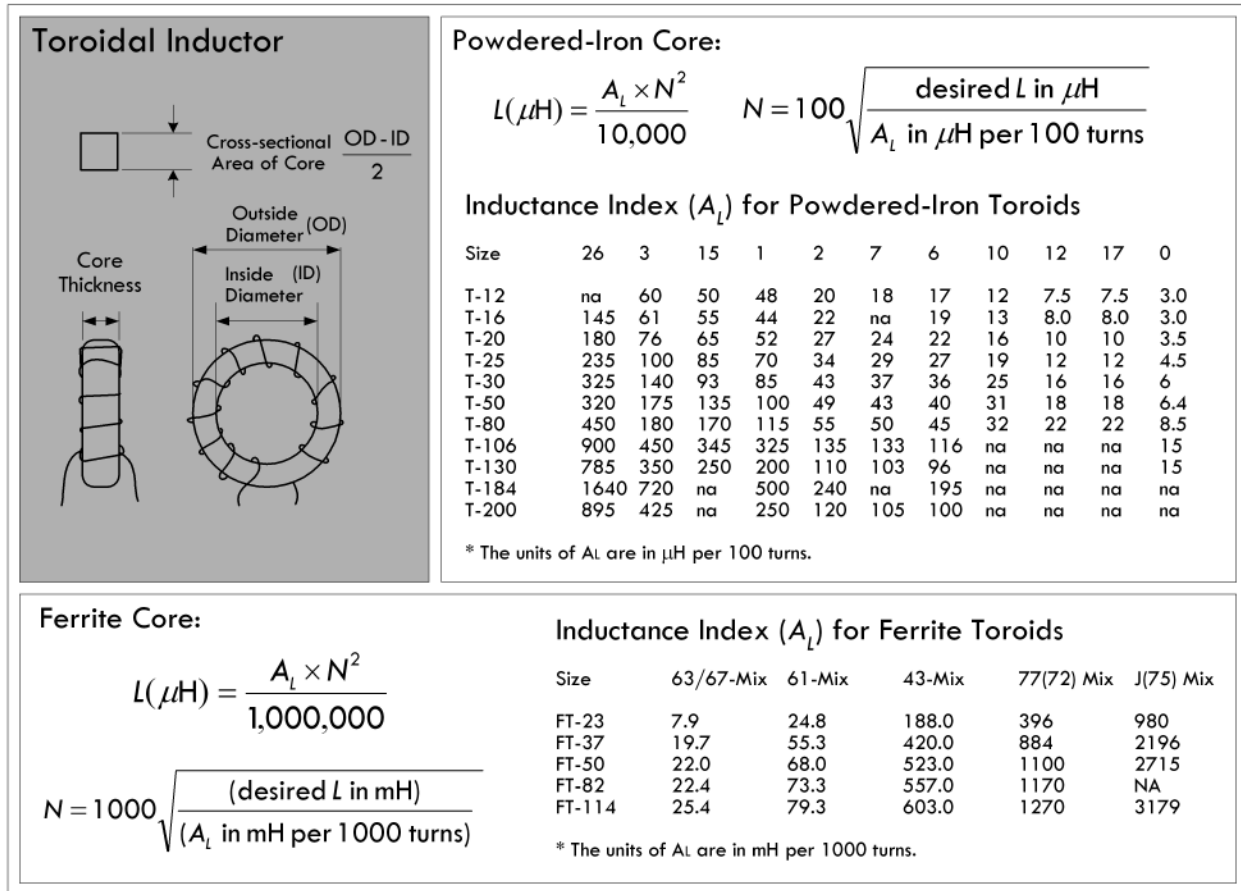 Toroidal Inductor
Cross-sectional
Area of Core
OD - ID
2
Outside
Diameter (OD)
Core
Thickness
Inside (ID)
Diameter
Powdered-Iron Core:
L(μH) = A_L × N² / 10,000
N = 100 √(desired L in μH / A_L in μH per 100 turns)
Inductance Index (A_L) for Powdered-Iron Toroids
Size 26 3 15 1 2 7 6 10 12 17 0
T-12 na 60 50 48 20 18 17 12 7.5 7.5 3.0
T-16 145 61 55 44 22 na 19 13 8.0 8.0 3.0
T-20 180 76 65 52 27 24 22 16 10 10 3.5
T-25 235 100 85 70 34 29 27 19 12 12 4.5
T-30 325 140 93 85 43 37 36 25 16 16 6
T-50 320 175 135 100 49 43 40 31 18 18 6.4
T-80 450 180 170 115 55 50 45 32 22 22 8.5
T-106 900 450 345 325 135 133 116 na na na 15
T-130 785 350 250 200 110 103 96 na na na 15
T-184 1640 720 na 500 240 na 195 na na na na
T-200 895 425 na 250 120 105 100 na na na na
* The units of AL are in μH per 100 turns.
Ferrite Core:
L(μH) = A_L × N² / 1,000,000
N = 1000 √((desired L in mH) / (A_L in mH per 1000 turns))
Inductance Index (A_L) for Ferrite Toroids
Size 63/67-Mix 61-Mix 43-Mix 77(72) Mix J(75) Mix
FT-23 7.9 24.8 188.0 396 980
FT-37 19.7 55.3 420.0 884 2196
FT-50 22.0 68.0 523.0 1100 2715
FT-82 22.4 73.3 557.0 1170 NA
FT-114 25.4 79.3 603.0 1270 3179
* The units of AL are in mH per 1000 turns.